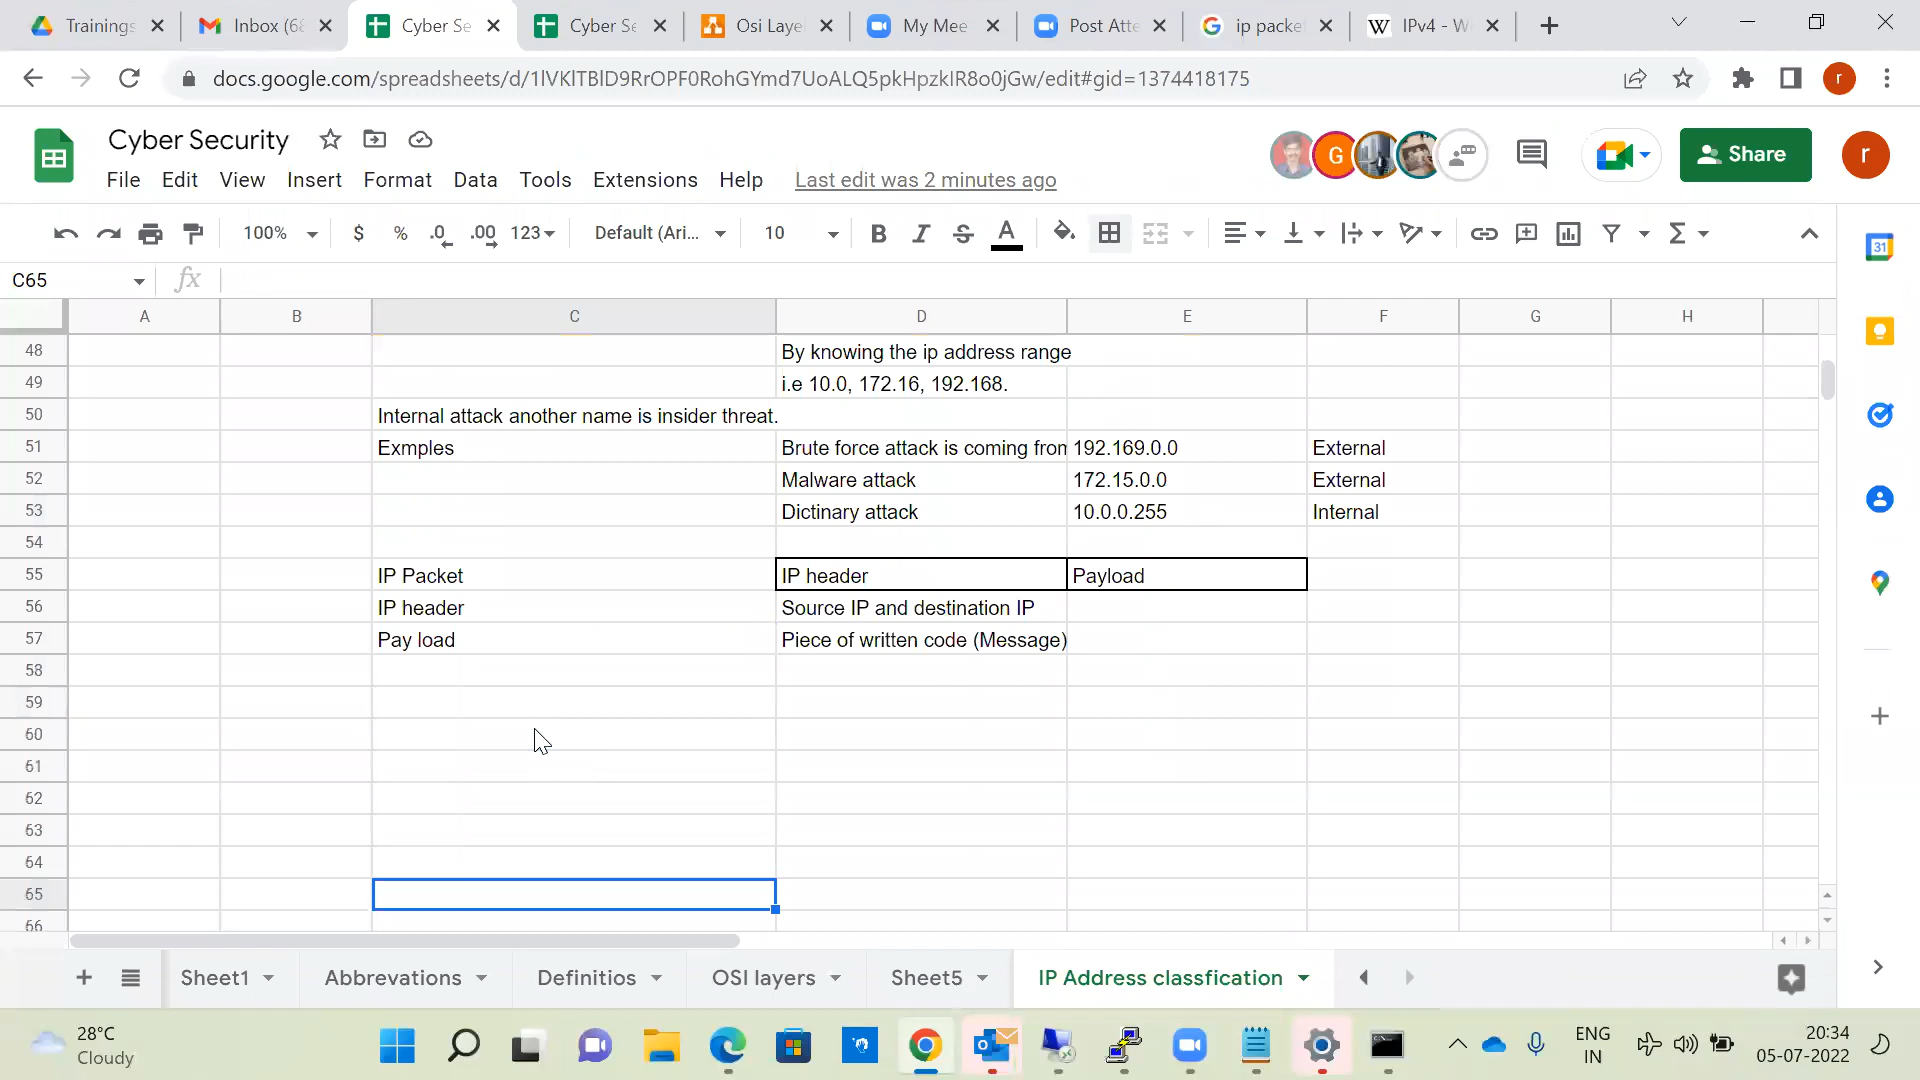 Trainings
Inbox (68
Cyber Se
Cyber Se
Osi Laye
My Mee
Post Atte
ip packe
IPv4 - W
docs.google.com/spreadsheets/d/1lVKlTBlD9RrOPF0RohGYmd7UoALQ5pkHpzkIR8o0jGw/edit#gid=1374418175
r
Cyber Security
G
Share
r
File Edit View Insert Format Data Tools Extensions Help Last edit was 2 minutes ago
100% $ % .0 .00 123 Default (Ari... 10 B I S A
31
C65 fx
A B C D E F G H
48 By knowing the ip address range
49 i.e 10.0, 172.16, 192.168.
50 Internal attack another name is insider threat.
51 Exmples Brute force attack is coming from 192.169.0.0 External
52 Malware attack 172.15.0.0 External
53 Dictinary attack 10.0.0.255 Internal
54
55 IP Packet IP header Payload
56 IP header Source IP and destination IP
57 Pay load Piece of written code (Message)
58
59
60
61
62
63
64
65
66
Sheet1 Abbrevations Definitios OSI layers Sheet5 IP Address classfication
28°C
Cloudy
ENG
IN
20:34
05-07-2022